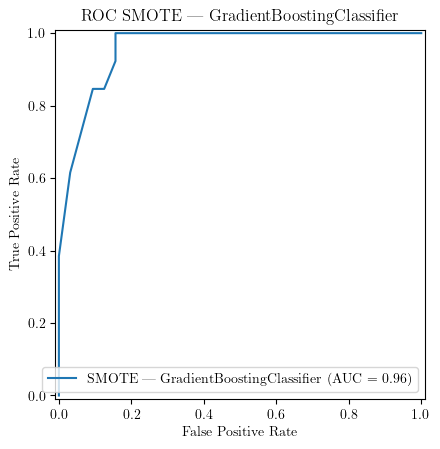 ROC SMOTE — GradientBoostingClassifier
1.0
0.8
0.6
0.4
0.2
0.0
True Positive Rate
SMOTE — GradientBoostingClassifier (AUC = 0.96)
0.0 0.2 0.4 0.6 0.8 1.0
False Positive Rate